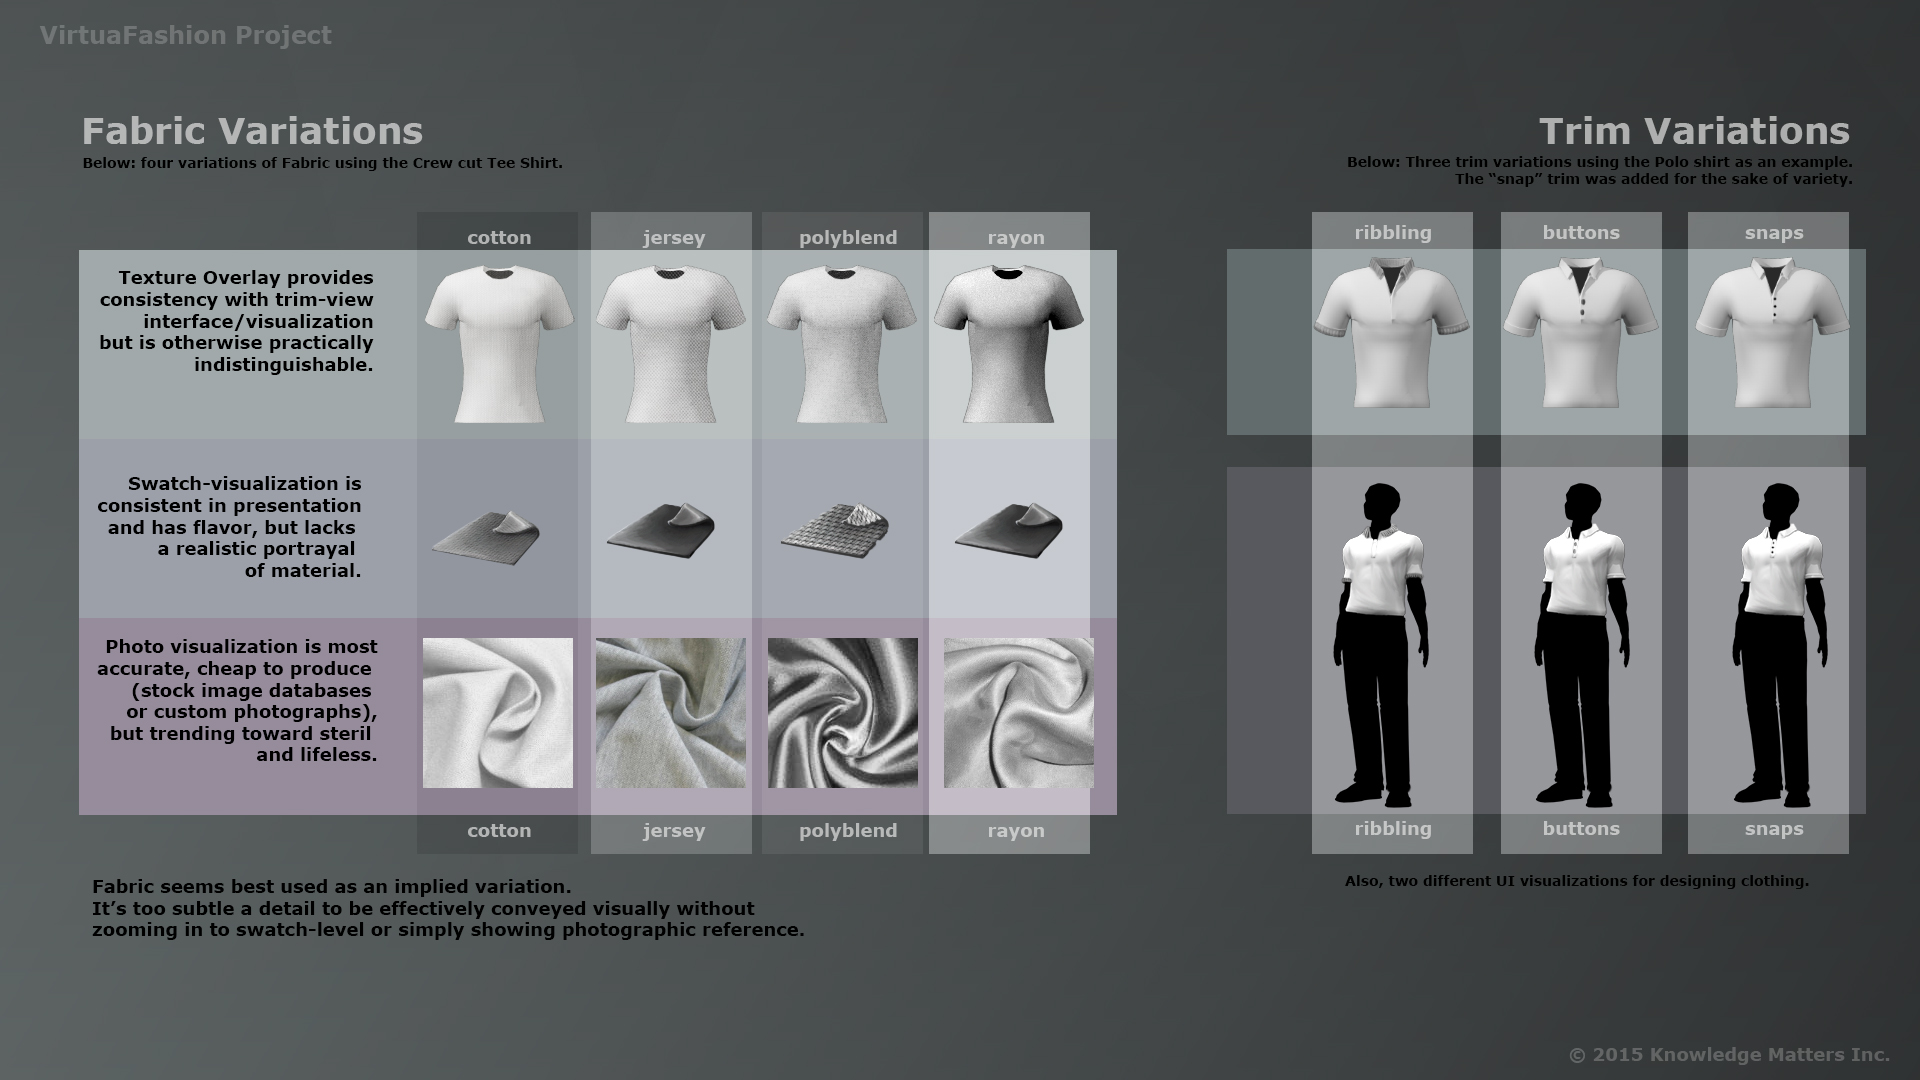 VirtuaFashion Project
Fabric Variations
Below: four variations of Fabric using the Crew cut Tee Shirt.
cotton
jersey
polyblend
rayon
Texture Overlay provides
consistency with trim-view
interface/visualization
but is otherwise practically
indistinguishable.
Swatch-visualization is
consistent in presentation
and has flavor, but lacks
a realistic portrayal
of material.
Photo visualization is most
accurate, cheap to produce
(stock image databases
or custom photographs),
but trending toward steril
and lifeless.
cotton
jersey
polyblend
rayon
Fabric seems best used as an implied variation.
It’s too subtle a detail to be effectively conveyed visually without
zooming in to swatch-level or simply showing photographic reference.
Trim Variations
Below: Three trim variations using the Polo shirt as an example.
The “snap” trim was added for the sake of variety.
ribbling
buttons
snaps
ribbling
buttons
snaps
Also, two different UI visualizations for designing clothing.
© 2015 Knowledge Matters Inc.